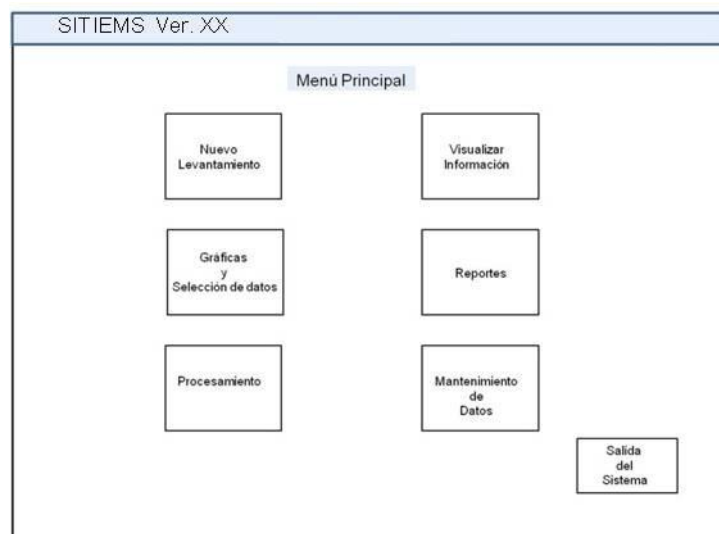 SITIEMS Ver. XX
Menú Principal
Nuevo
Levantamiento
Visualizar
Información
Gráficas
y
Selección de datos
Reportes
Procesamiento
Mantenimiento
de
Datos
Salida
del
Sistema